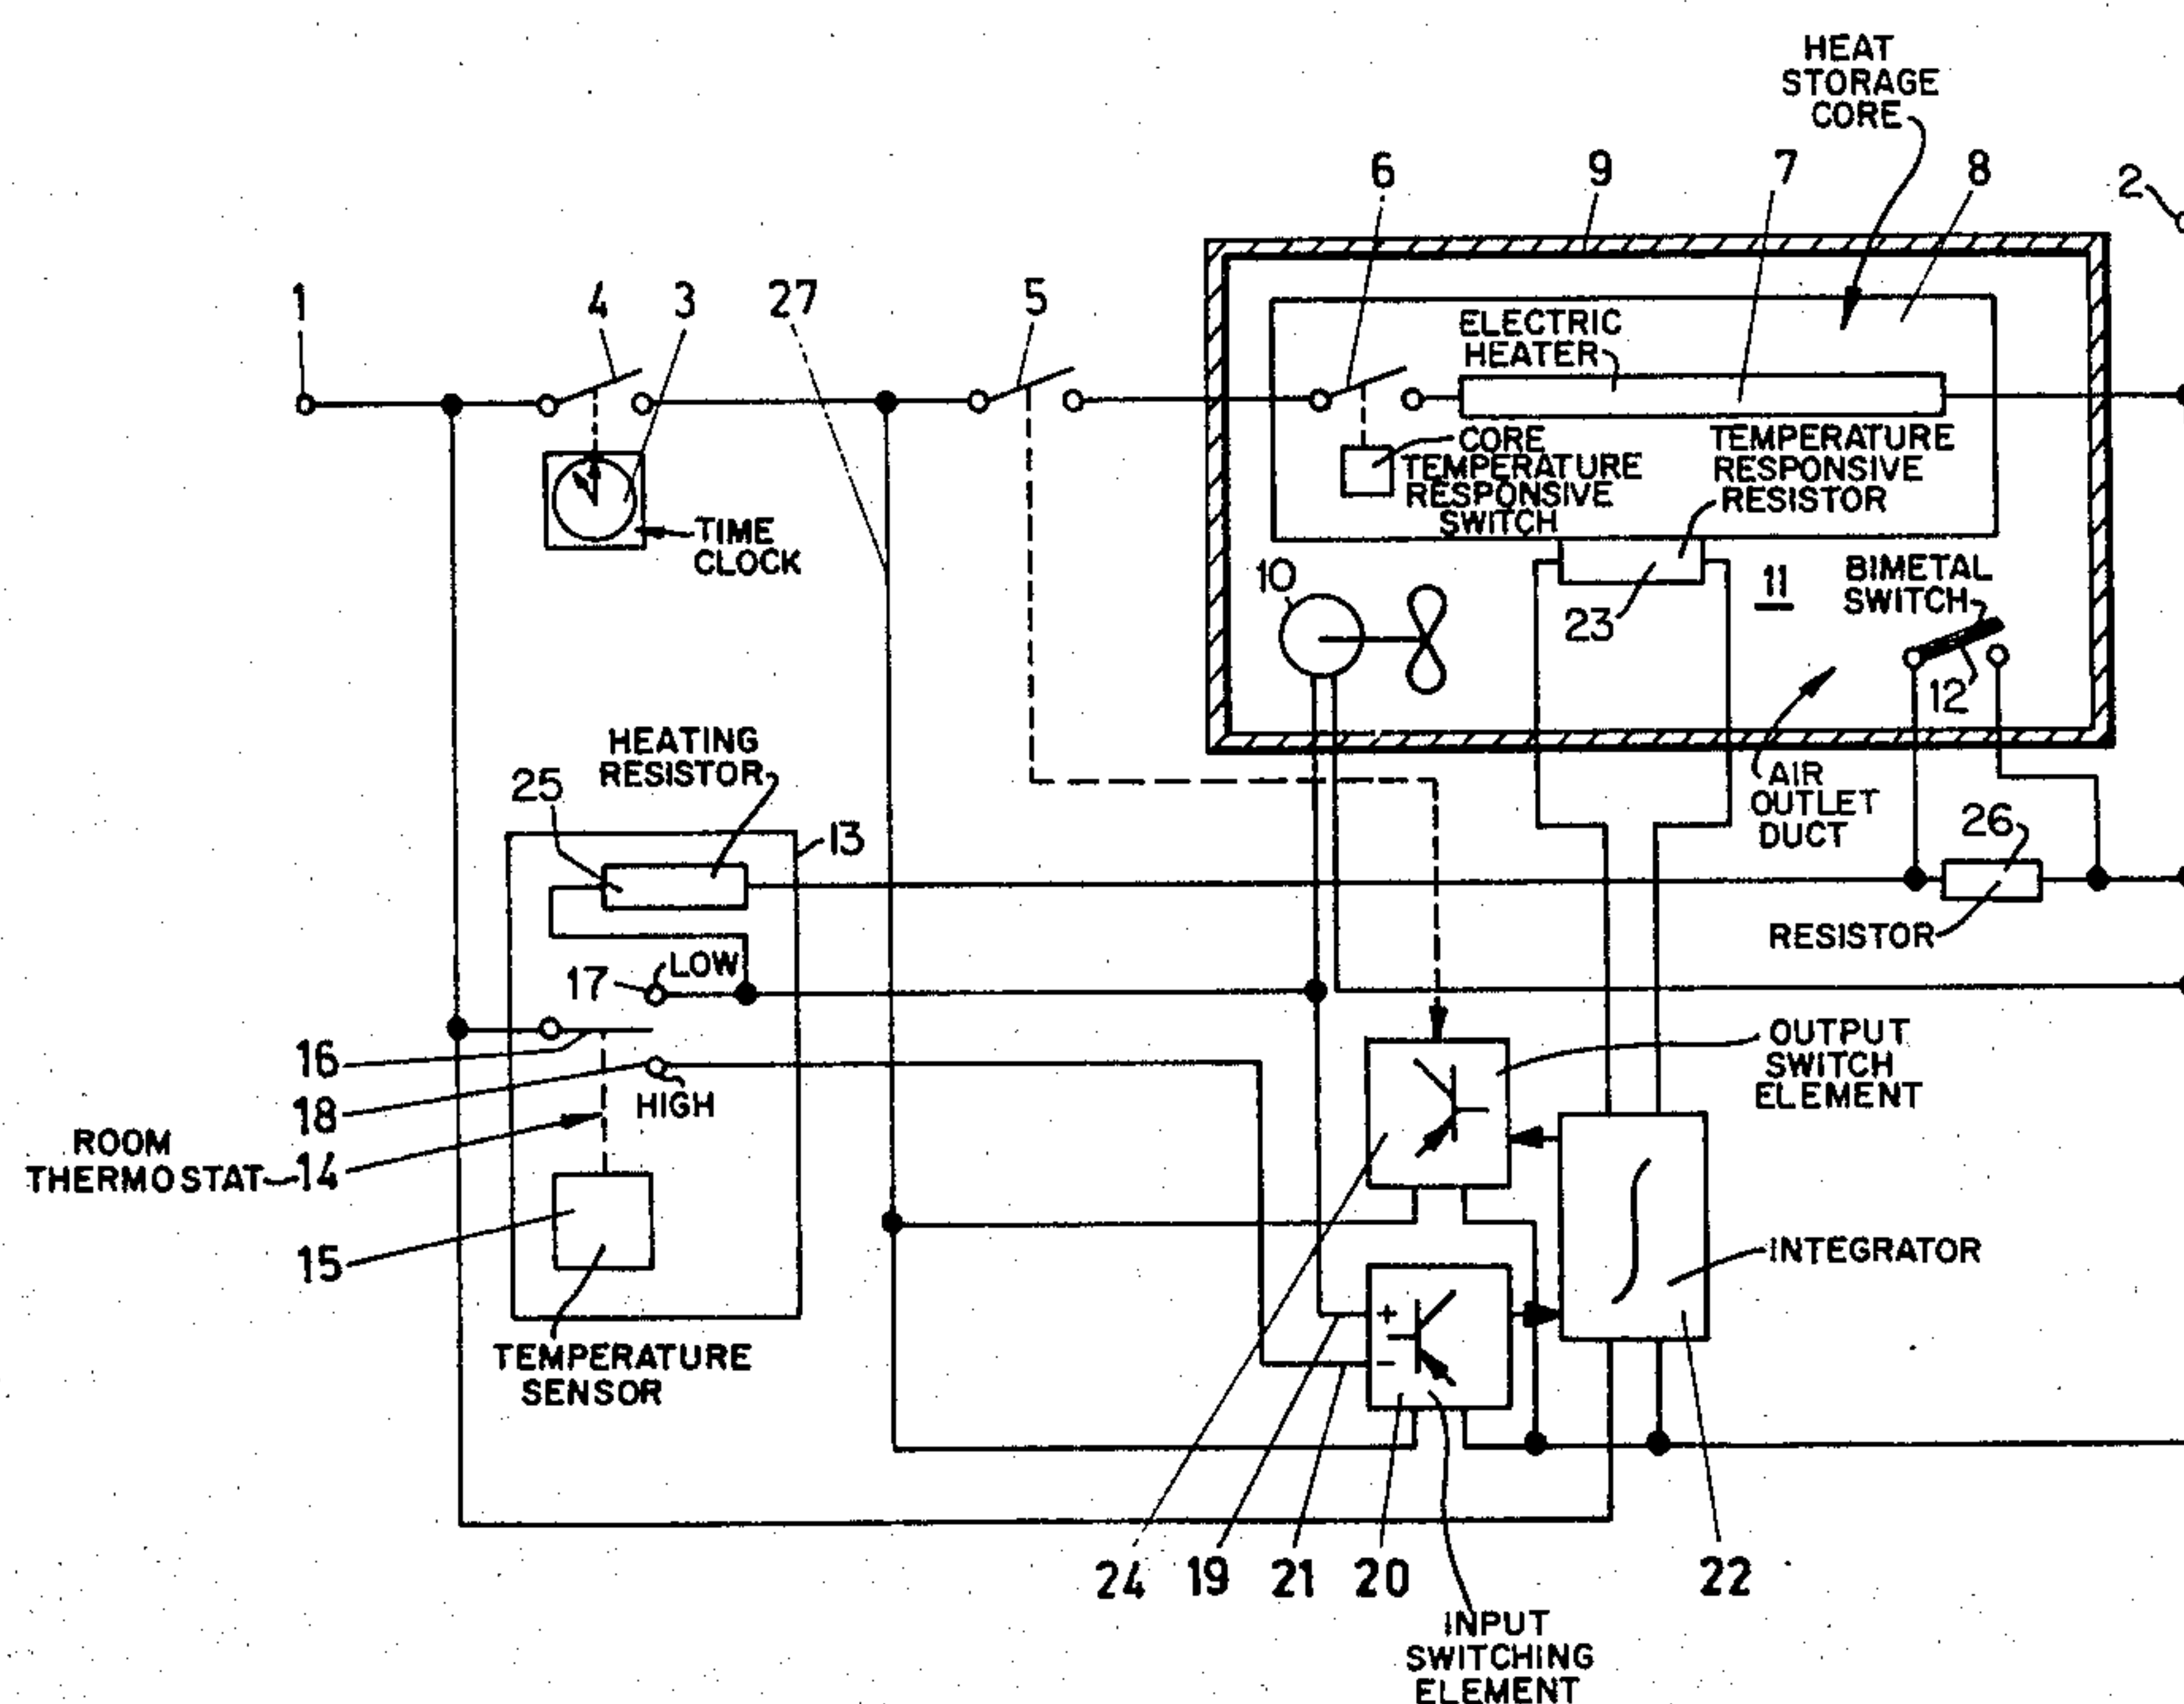 HEAT
STORAGE
CORE
6
9
7
8
2
1
4
3
27
5
ELECTRIC
HEATER
CORE
TEMPERATURE
RESPONSIVE
SWITCH
TEMPERATURE
RESPONSIVE
RESISTOR
TIME
CLOCK
10
23
11
BIMETAL
SWITCH
12
AIR
OUTLET
DUCT
HEATING
RESISTOR
25
13
26
RESISTOR
LOW
17
16
18
HIGH
OUTPUT
SWITCH
ELEMENT
ROOM
THERMOSTAT
14
15
INTEGRATOR
+
−
TEMPERATURE
SENSOR
24
19
21
20
22
INPUT
SWITCHING
ELEMENT